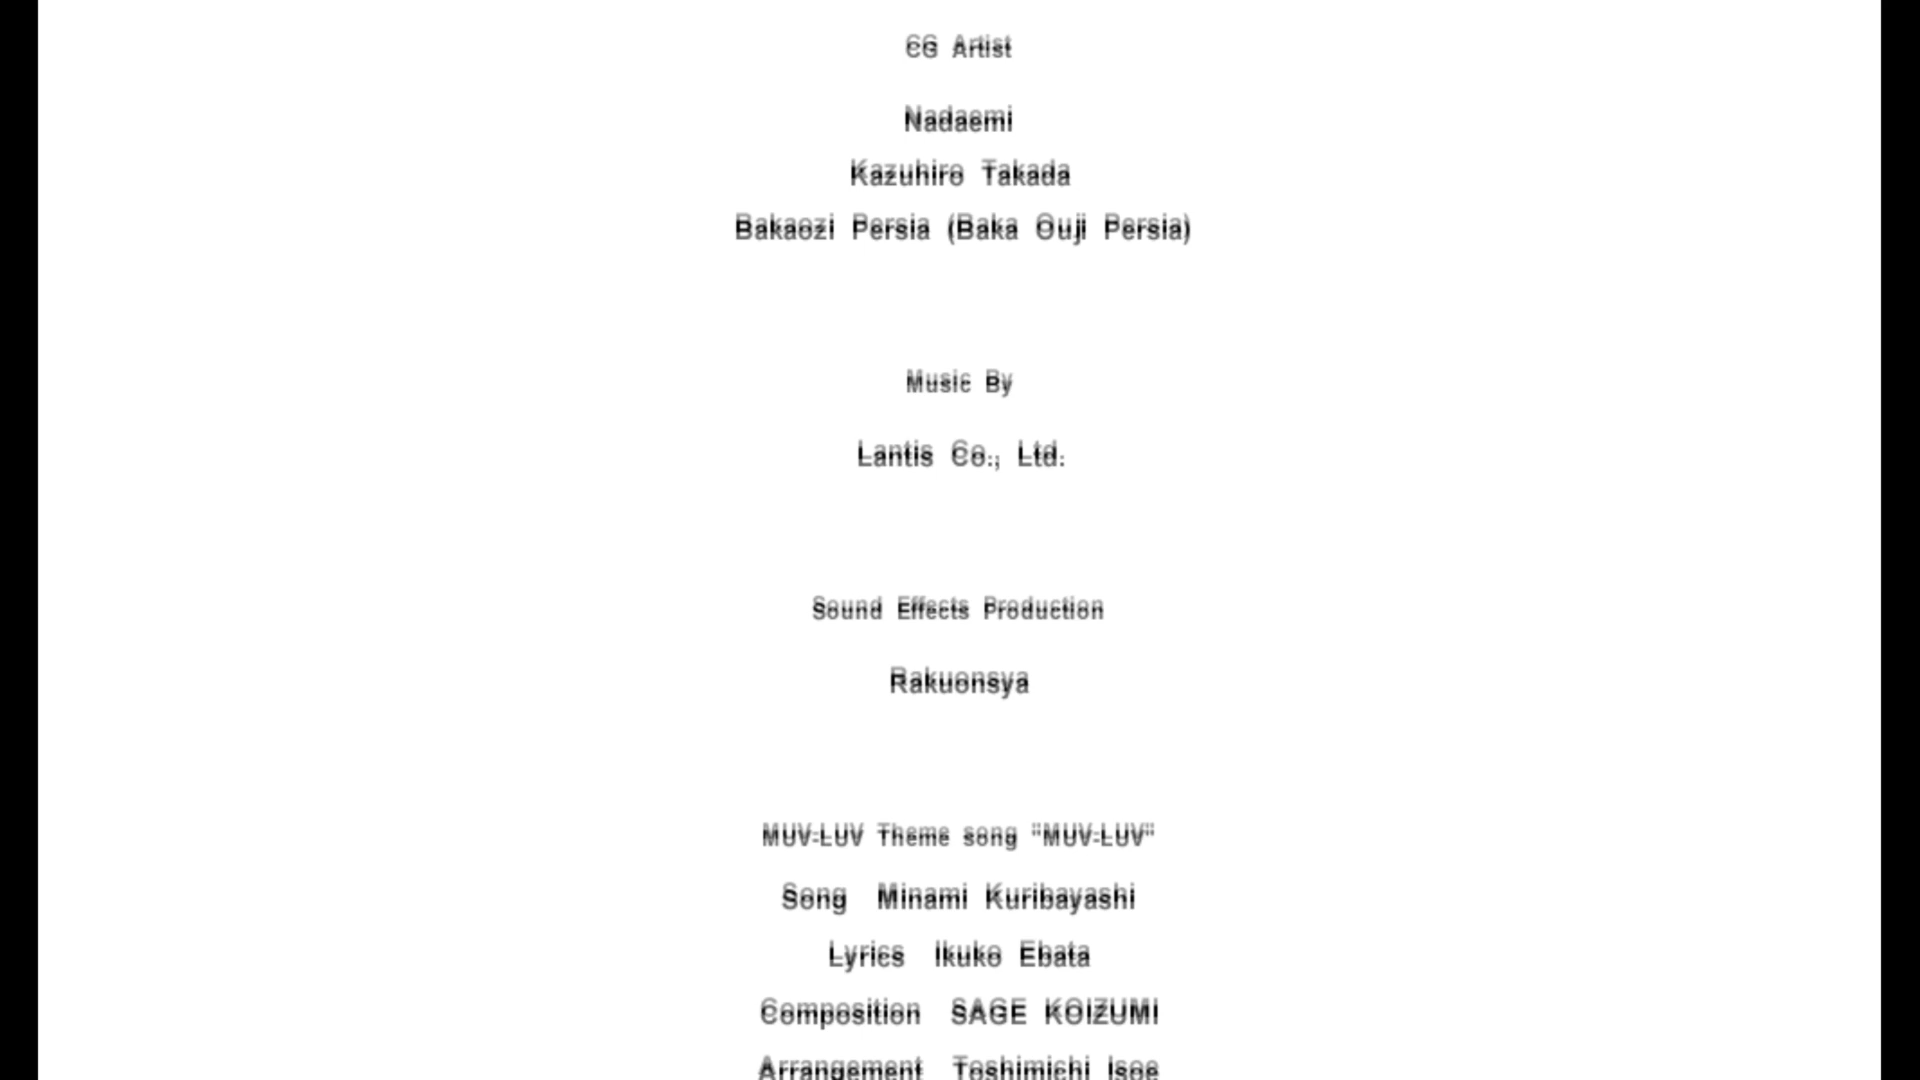 CG Artist
Nadaemi
Kazuhiro Takada
Bakaozi Persia (Baka Ouji Persia)
Music By
Lantis Co., Ltd.
Sound Effects Production
Rakuonsya
MUV-LUV Theme song "MUV-LUV"
Song Minami Kuribayashi
Lyrics Ikuko Ebata
Composition SAGE KOIZUMI
Arrangement Toshimichi Isoe